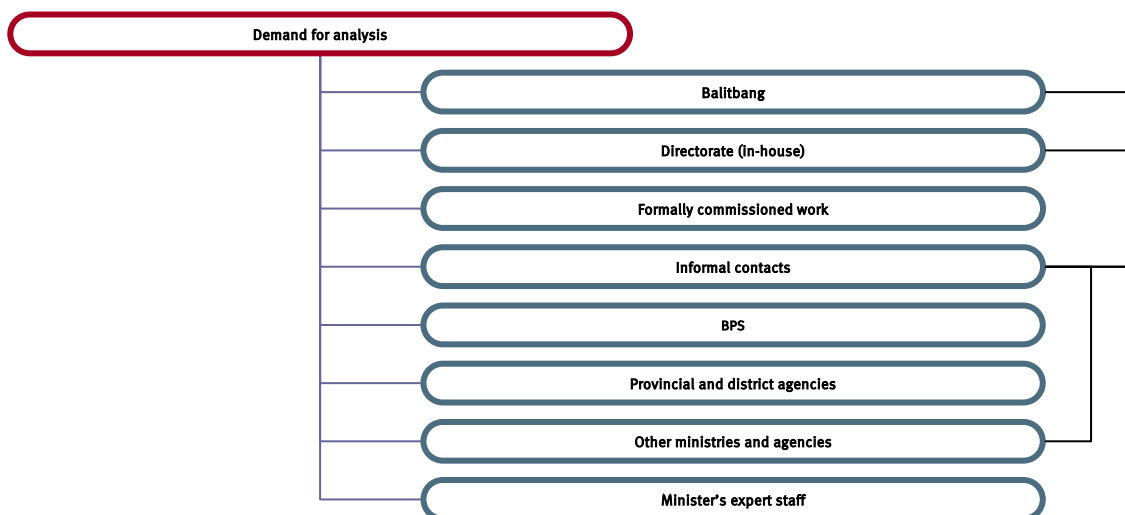 Demand for analysis
Balitbang
Directorate (in-house)
Formally commissioned work
Informal contacts
BPS
Provincial and district agencies
Other ministries and agencies
Minister’s expert staff